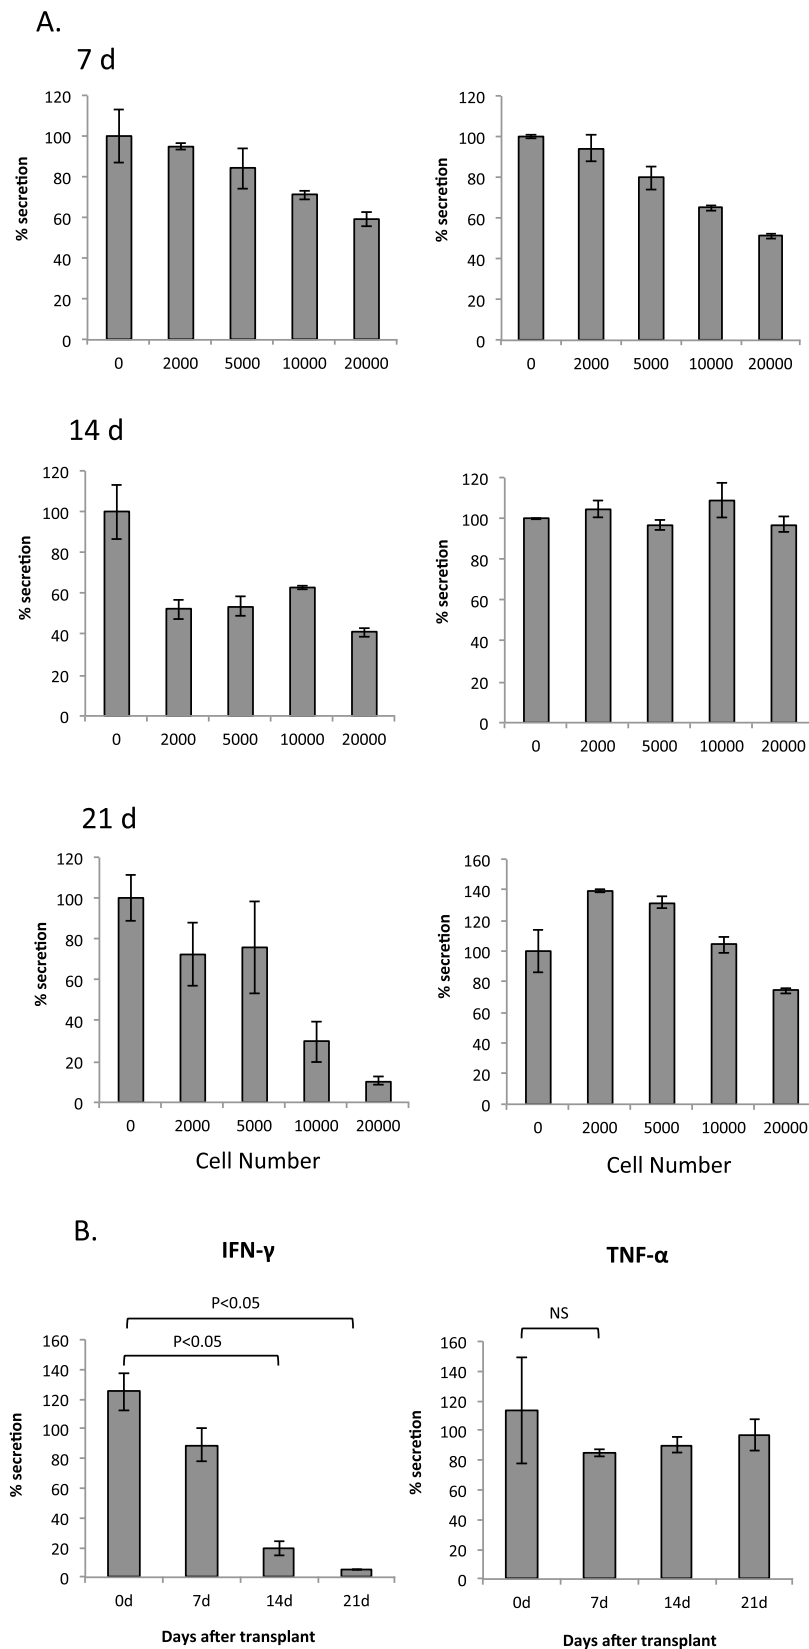 A.
7 d
120
100
80
60
40
20
0
% secretion
0 2000 5000 10000 20000
120
100
80
60
40
20
0
% secretion
0 2000 5000 10000 20000
14 d
120
100
80
60
40
20
0
% secretion
0 2000 5000 10000 20000
120
100
80
60
40
20
0
% secretion
0 2000 5000 10000 20000
21 d
120
100
80
60
40
20
0
% secretion
0 2000 5000 10000 20000
Cell Number
160
140
120
100
80
60
40
20
0
% secretion
0 2000 5000 10000 20000
Cell Number
B.
IFN-γ
P<0.05
P<0.05
160
140
120
100
80
60
40
20
0
% secretion
0d 7d 14d 21d
Days after transplant
TNF-α
NS
160
140
120
100
80
60
40
20
0
% secretion
0d 7d 14d 21d
Days after transplant